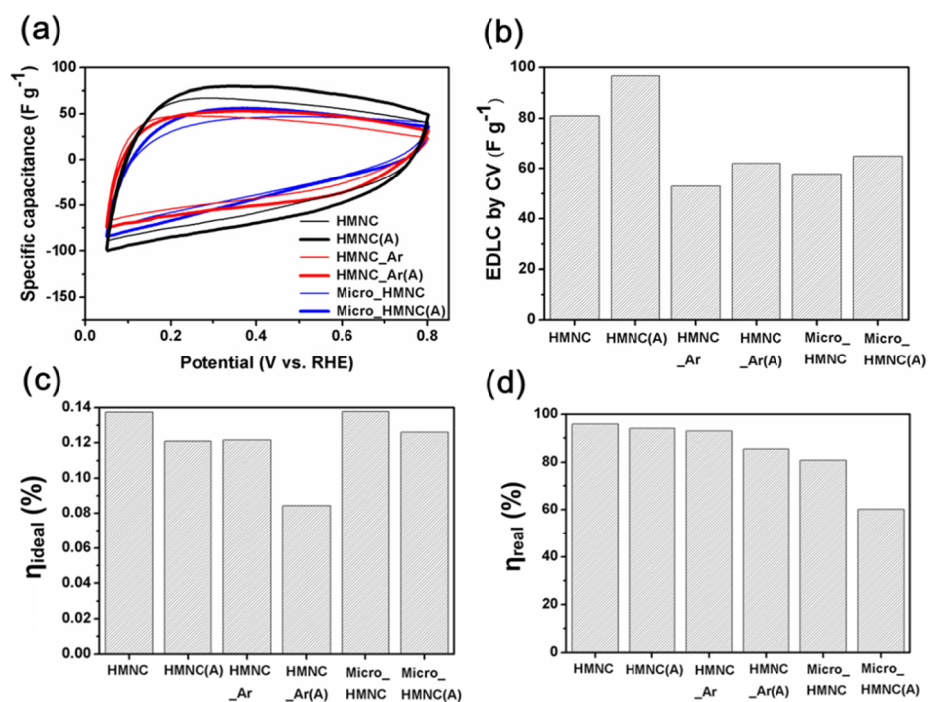 (a)
Specific capacitance (F g-1)
100
50
0
-50
-100
-150
HMNC
HMNC(A)
HMNC_Ar
HMNC_Ar(A)
Micro_HMNC
Micro_HMNC(A)
0.0 0.2 0.4 0.6 0.8
Potential (V vs. RHE)
(b)
EDLC by CV (F g-1)
100
80
60
40
20
0
HMNC HMNC(A) HMNC HMNC Micro_ Micro_
_Ar _Ar(A) HMNC HMNC(A)
(c)
ηideal (%)
0.14
0.12
0.10
0.08
0.06
0.04
0.02
0.00
HMNC HMNC(A) HMNC HMNC Micro_ Micro_
_Ar _Ar(A) HMNC HMNC(A)
(d)
ηreal (%)
100
80
60
40
20
0
HMNC HMNC(A) HMNC HMNC Micro_ Micro_
_Ar _Ar(A) HMNC HMNC(A)